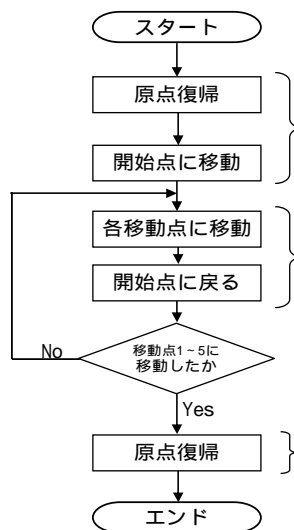 スタート
原点復帰
開始点に移動
各移動点に移動
開始点に戻る
移動点1~5に
移動したか
No
Yes
原点復帰
エンド